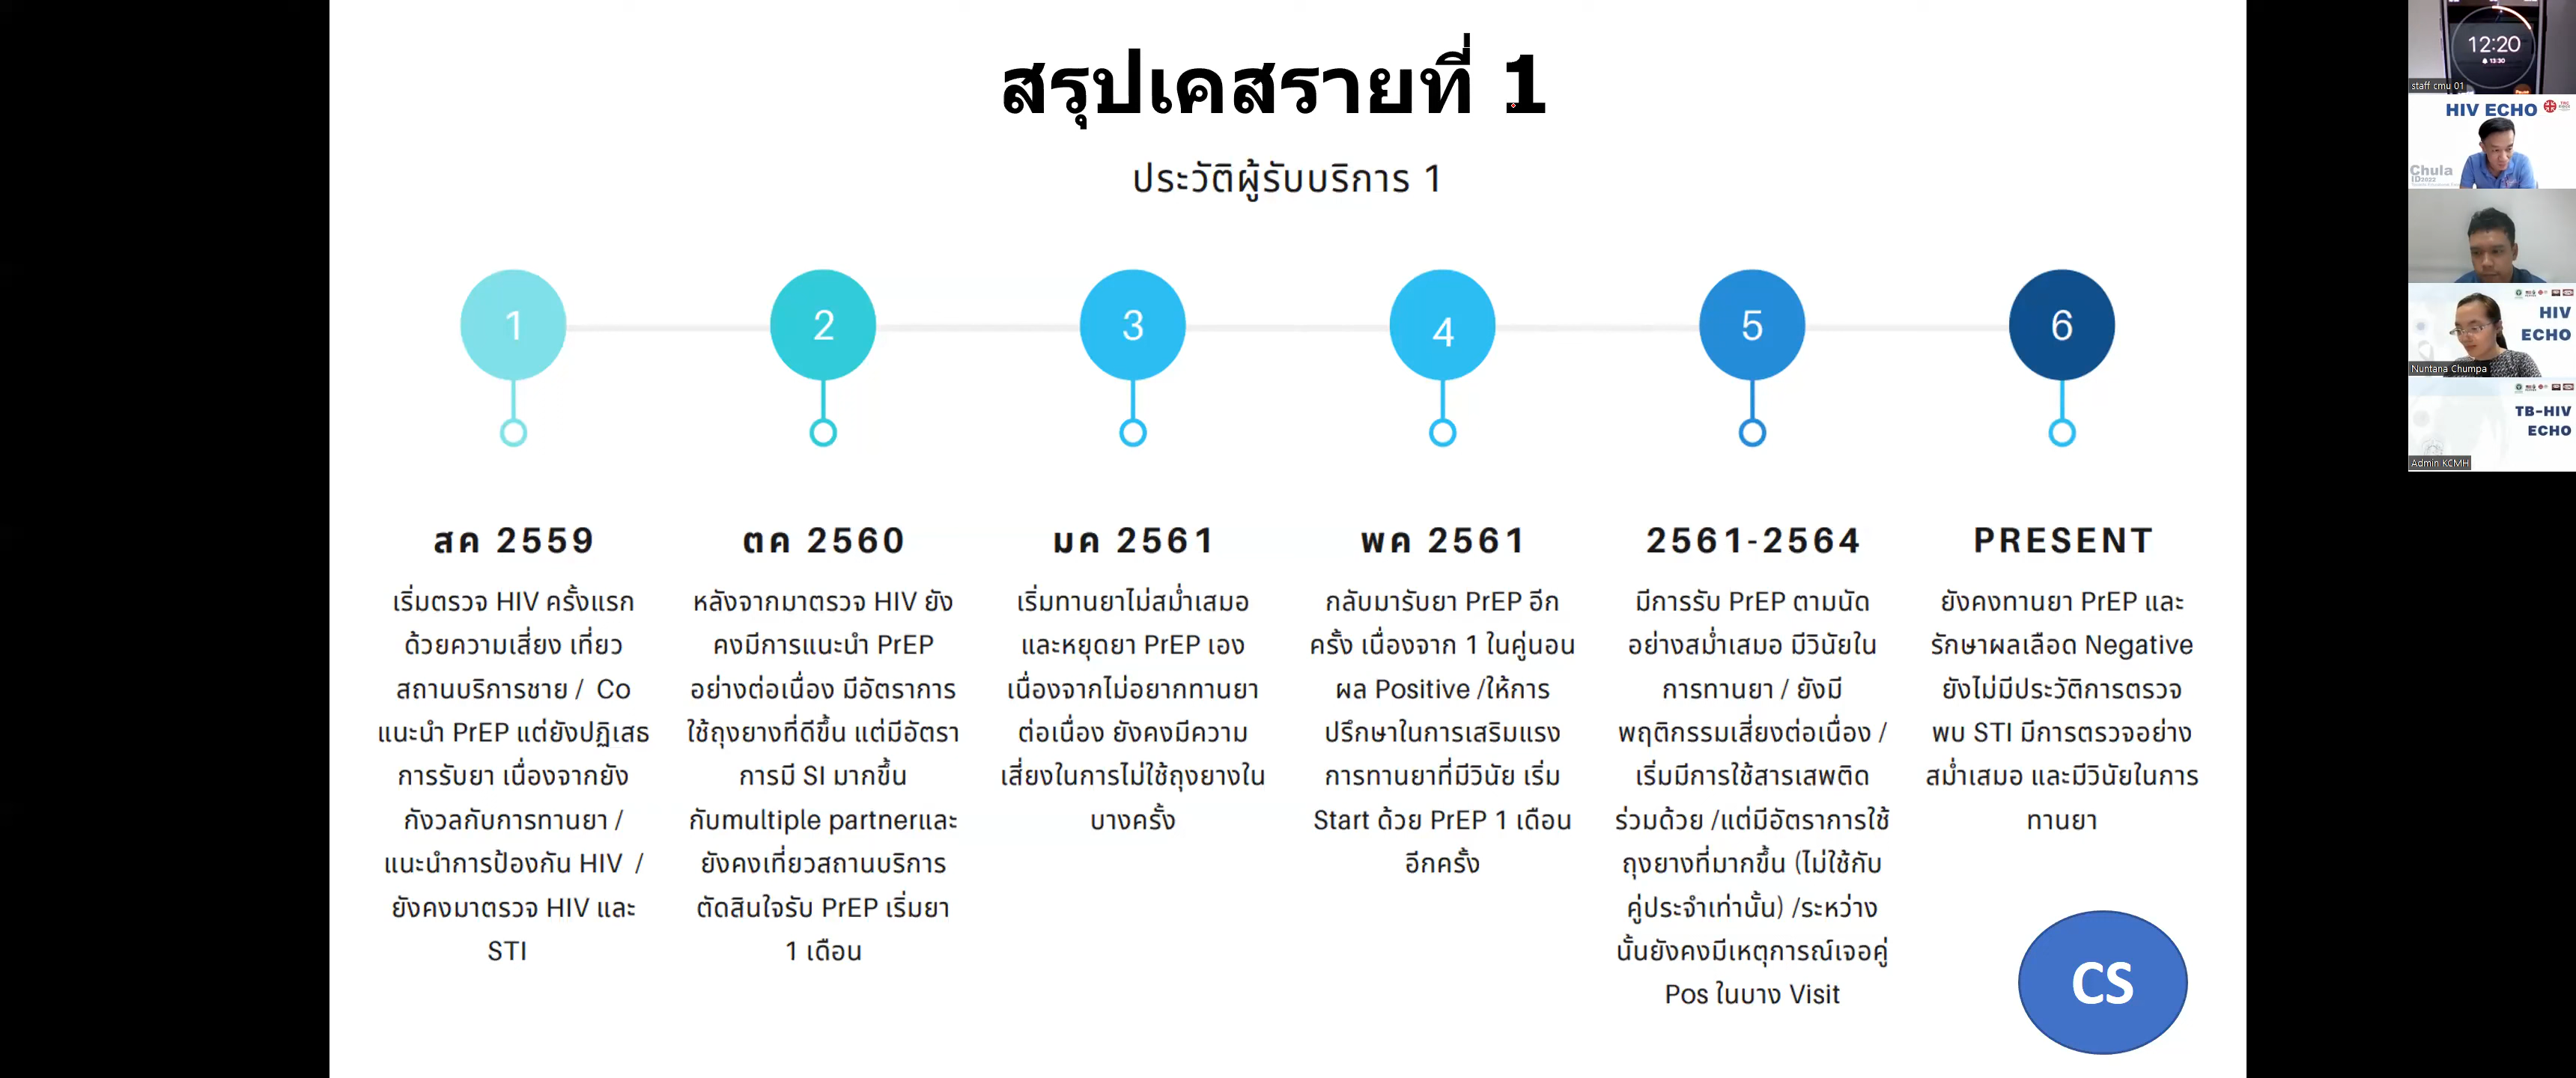 สรุปเคสรายที่ 1
ประวัติผู้รับบริการ 1
1
2
3
4
5
6
สค 2559
เริ่มตรวจ HIV ครั้งแรก
ด้วยความเสี่ยง เที่ยว
สถานบริการชาย / Co
แนะนำ PrEP แต่ยังปฏิเสธ
การรับยา เนื่องจากยัง
กังวลกับการทานยา /
แนะนำการป้องกัน HIV /
ยังคงมาตรวจ HIV และ
STI
ตค 2560
หลังจากมาตรวจ HIV ยัง
คงมีการแนะนำ PrEP
อย่างต่อเนื่อง มีอัตราการ
ใช้ถุงยางที่ดีขึ้น แต่มีอัตรา
การมี SI มากขึ้น
กับmultiple partnerและ
ยังคงเที่ยวสถานบริการ
ตัดสินใจรับ PrEP เริ่มยา
1 เดือน
มค 2561
เริ่มทานยาไม่สม่ำเสมอ
และหยุดยา PrEP เอง
เนื่องจากไม่อยากทานยา
ต่อเนื่อง ยังคงมีความ
เสี่ยงในการไม่ใช้ถุงยางใน
บางครั้ง
พค 2561
กลับมารับยา PrEP อีก
ครั้ง เนื่องจาก 1 ในคู่นอน
ผล Positive /ให้การ
ปรึกษาในการเสริมแรง
การทานยาที่มีวินัย เริ่ม
Start ด้วย PrEP 1 เดือน
อีกครั้ง
2561-2564
มีการรับ PrEP ตามนัด
อย่างสม่ำเสมอ มีวินัยใน
การทานยา / ยังมี
พฤติกรรมเสี่ยงต่อเนื่อง /
เริ่มมีการใช้สารเสพติด
ร่วมด้วย /แต่มีอัตราการใช้
ถุงยางที่มากขึ้น (ไม่ใช้กับ
คู่ประจำเท่านั้น) /ระหว่าง
นั้นยังคงมีเหตุการณ์เจอคู่
Pos ในบาง Visit
PRESENT
ยังคงทานยา PrEP และ
รักษาผลเลือด Negative
ยังไม่มีประวัติการตรวจ
พบ STI มีการตรวจอย่าง
สม่ำเสมอ และมีวินัยในการ
ทานยา
CS
12:20
13:30
staff cmu 01
HIV ECHO
Chula
HIV
ECHO
Nuntana Chumpa
TB-HIV
ECHO
Admin KCMH